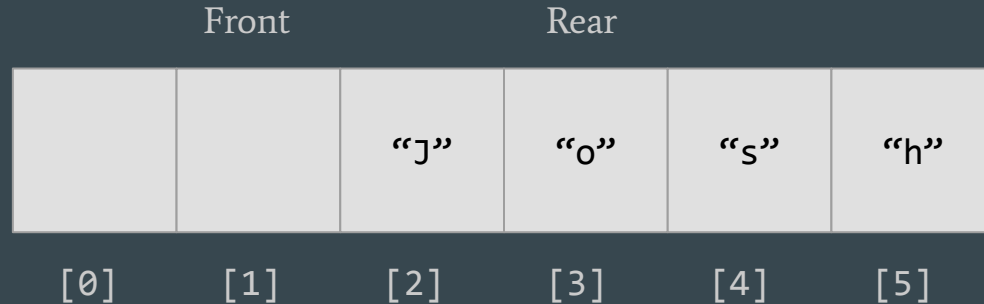 Front Rear
“J” “o” “s” “h”
[0] [1] [2] [3] [4] [5]